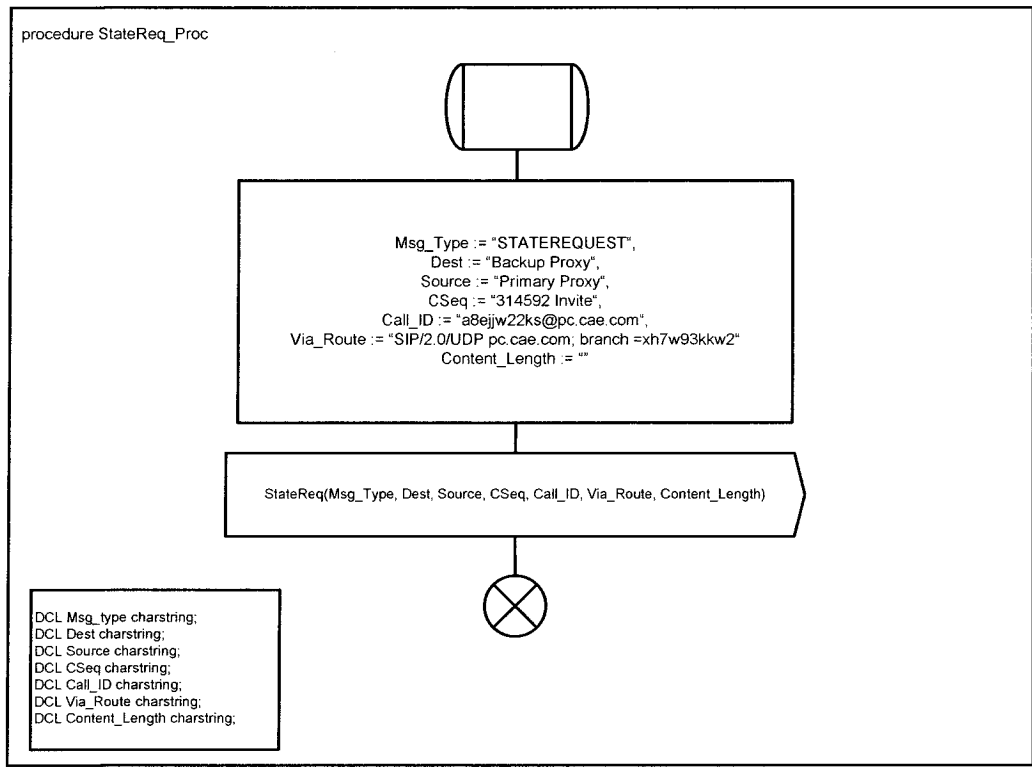 procedure StateReq_Proc
Msg_Type := “STATEREQUEST“,
Dest := “Backup Proxy“,
Source := “Primary Proxy“,
CSeq := “314592 Invite“,
Call_ID := “a8ejjw22ks@pc.cae.com“,
Via_Route := “SIP/2.0/UDP pc.cae.com; branch =xh7w93kkw2“
Content_Length := “”
StateReq(Msg_Type, Dest, Source, CSeq, Call_ID, Via_Route, Content_Length)
DCL Msg_type charstring;
DCL Dest charstring;
DCL Source charstring;
DCL CSeq charstring;
DCL Call_ID charstring;
DCL Via_Route charstring;
DCL Content_Length charstring;